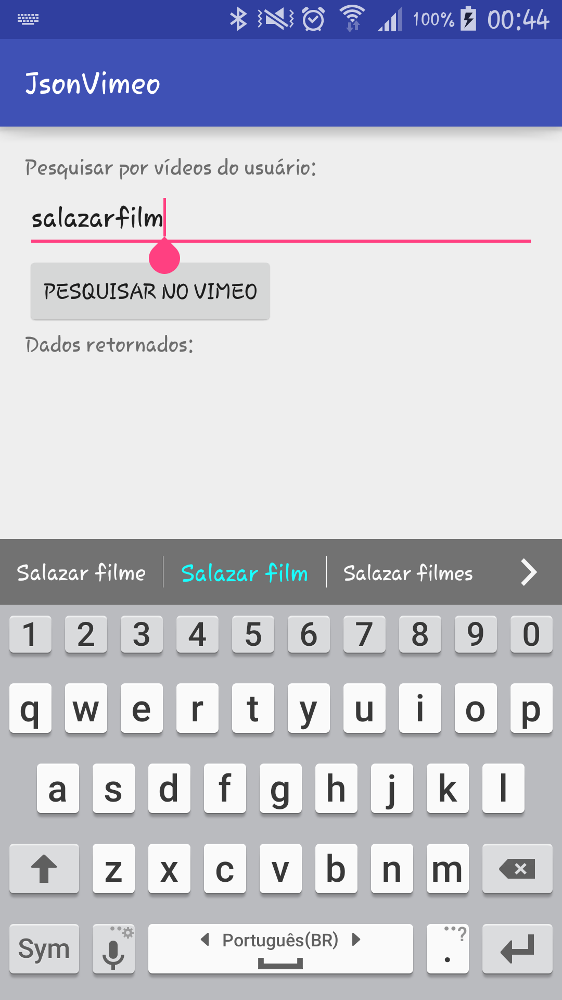 100% 00:44
JsonVimeo
Pesquisar por vídeos do usuário:
salazarfilm
PESQUISAR NO VIMEO
Dados retornados:
Salazar filme Salazar film Salazar filmes
1 2 3 4 5 6 7 8 9 0
q w e r t y u i o p
a s d f g h j k l
z x c v b n m
Sym Português(BR) . ?